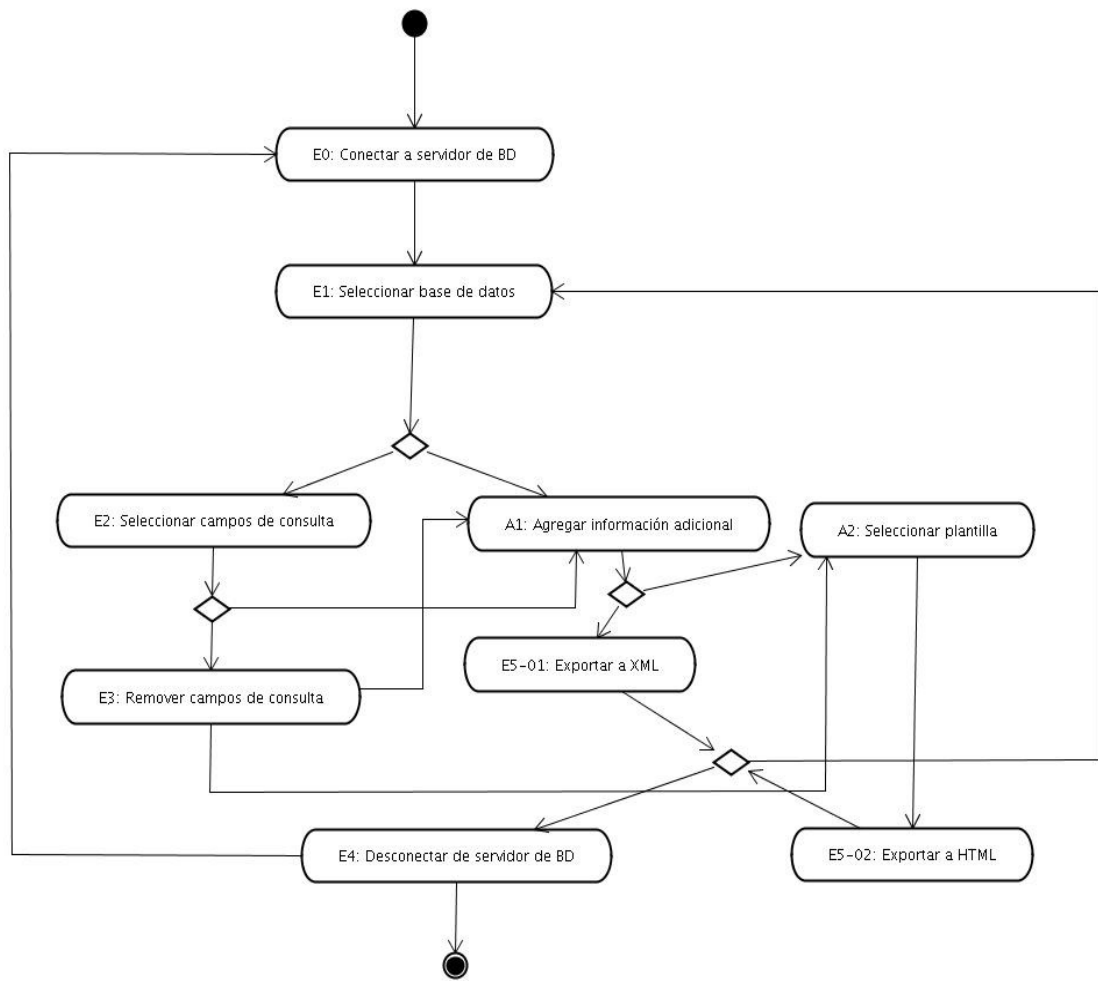 E0: Conectar a servidor de BD
E1: Seleccionar base de datos
E2: Seleccionar campos de consulta
A1: Agregar información adicional
A2: Seleccionar plantilla
E5-01: Exportar a XML
E3: Remover campos de consulta
E4: Desconectar de servidor de BD
E5-02: Exportar a HTML